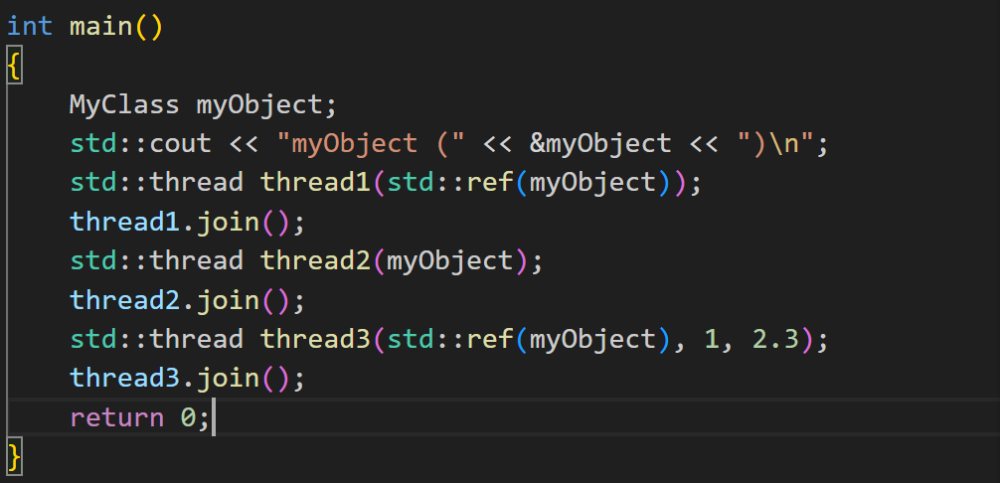 int main()
{
    MyClass myObject;
    std::cout << "myObject (" << &myObject << ")\n";
    std::thread thread1(std::ref(myObject));
    thread1.join();
    std::thread thread2(myObject);
    thread2.join();
    std::thread thread3(std::ref(myObject), 1, 2.3);
    thread3.join();
    return 0;
}